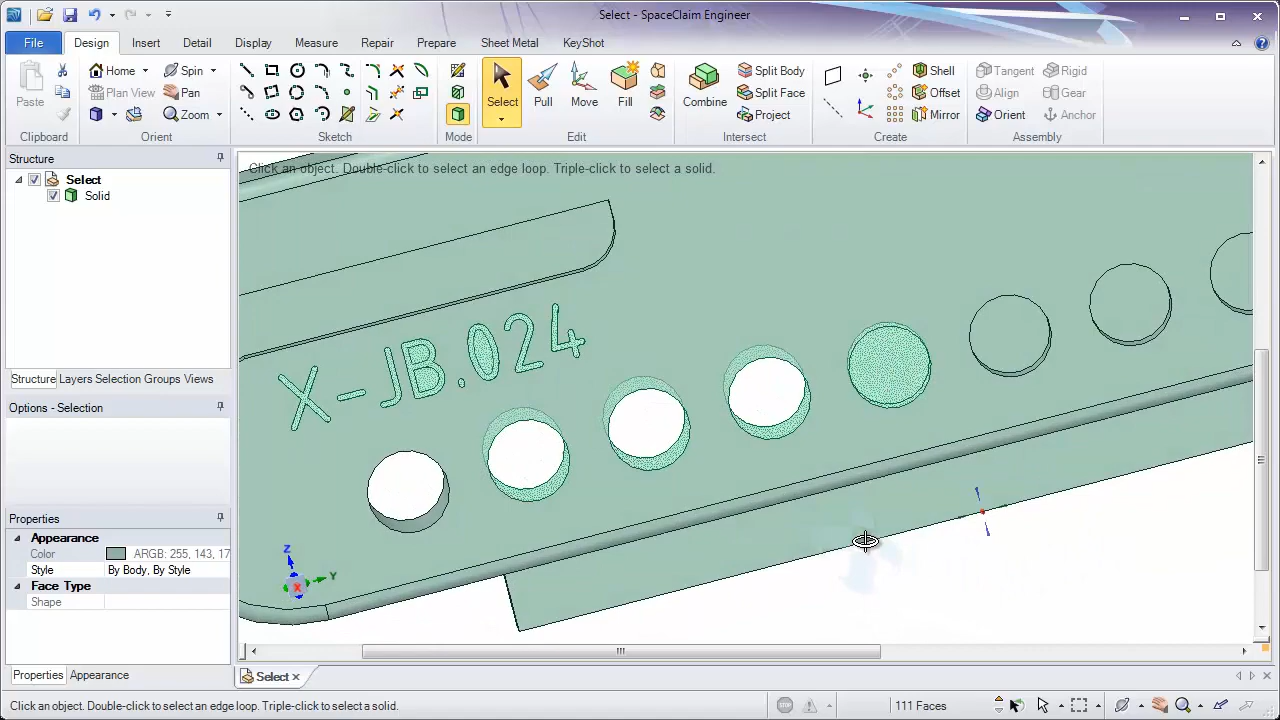 Select - SpaceClaim Engineer
File Design Insert Detail Display Measure Repair Prepare Sheet Metal KeyShot
Home Spin Tangent Rigid
Split Body Shell
Plan View Pan Align Gear
Split Face Offset
Paste Zoom Select Pull Move Fill Combine Project Mirror Orient Anchor
Clipboard Orient Sketch Mode Edit Intersect Create Assembly
Structure
Select
Solid
Structure Layers Selection Groups Views
Options - Selection
Properties
Appearance
Color ARGB: 255, 143, 17
Style By Body, By Style
Face Type
Shape
Properties Appearance
Click an object. Double-click to select an edge loop. Triple-click to select a solid.
X-JB.024
Z
Y
X
Select
Click an object. Double-click to select an edge loop. Triple-click to select a solid.
111 Faces